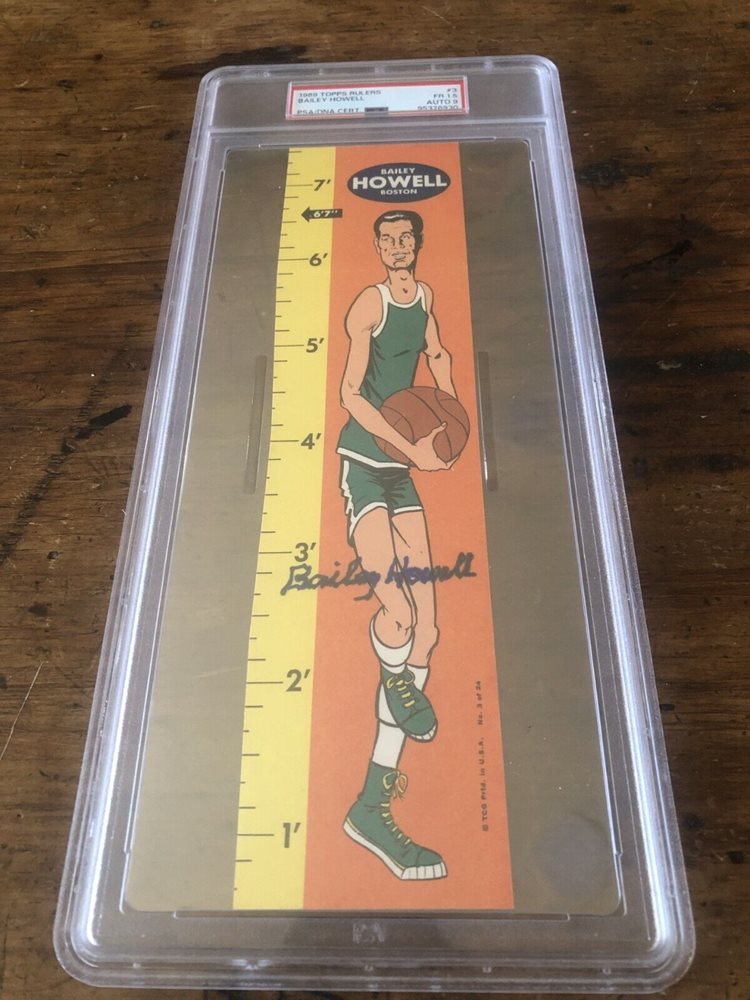 1969 TOPPS RULERS #3
BAILEY HOWELL FR 1.5
AUTO 9
PSA/DNA CERT 95376930
BAILEY
HOWELL
BOSTON
7'
6'7"
6'
5'
4'
3'
Bailey Howell
2'
1'
© TCG Prtd. in U.S.A. No. 3 of 24